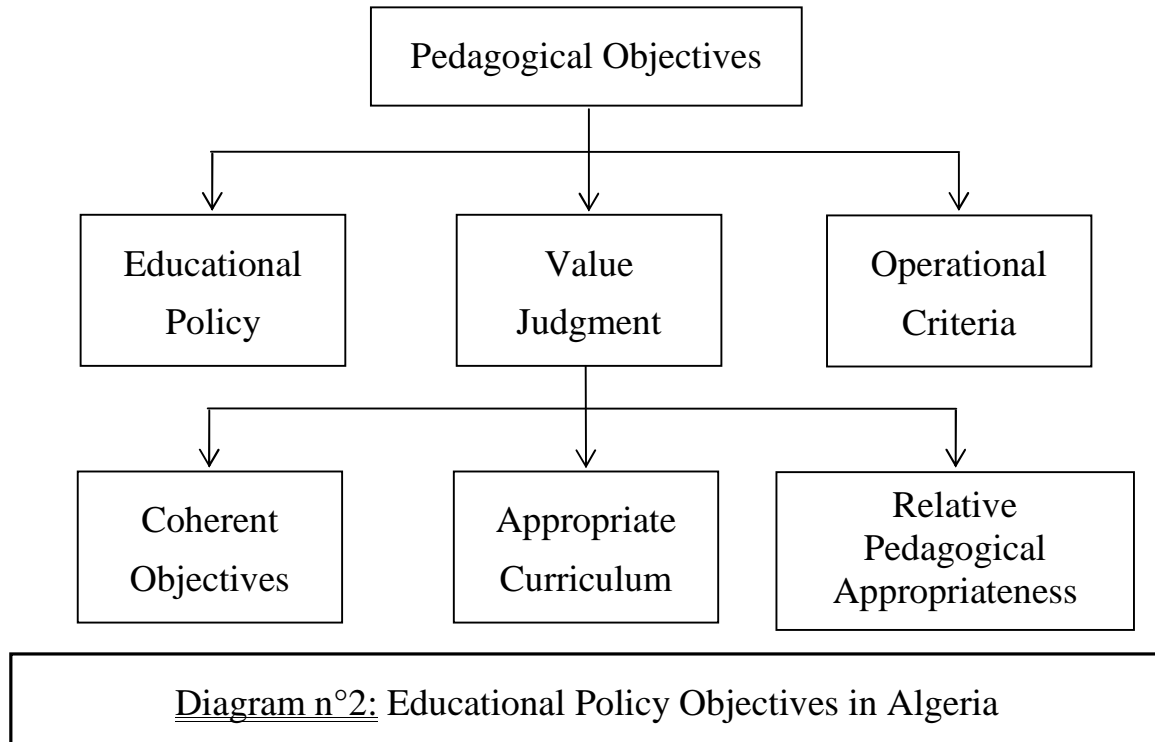 Pedagogical Objectives
Educational
Policy
Value
Judgment
Operational
Criteria
Coherent
Objectives
Appropriate
Curriculum
Relative
Pedagogical
Appropriateness
Diagram n°2: Educational Policy Objectives in Algeria